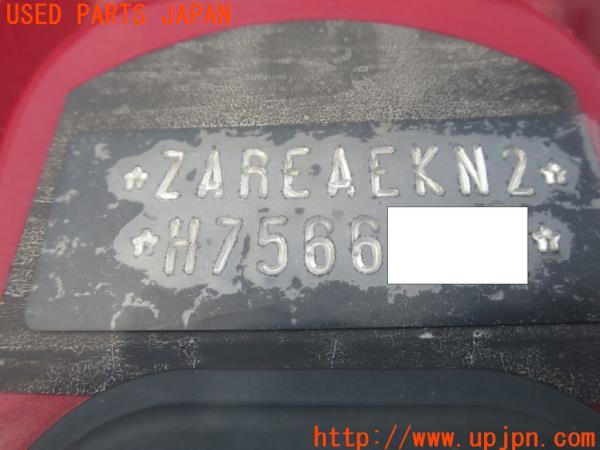 USED PARTS JAPAN
*ZAREAEKN2*
*H7566 *
http://www.upjpn.com/